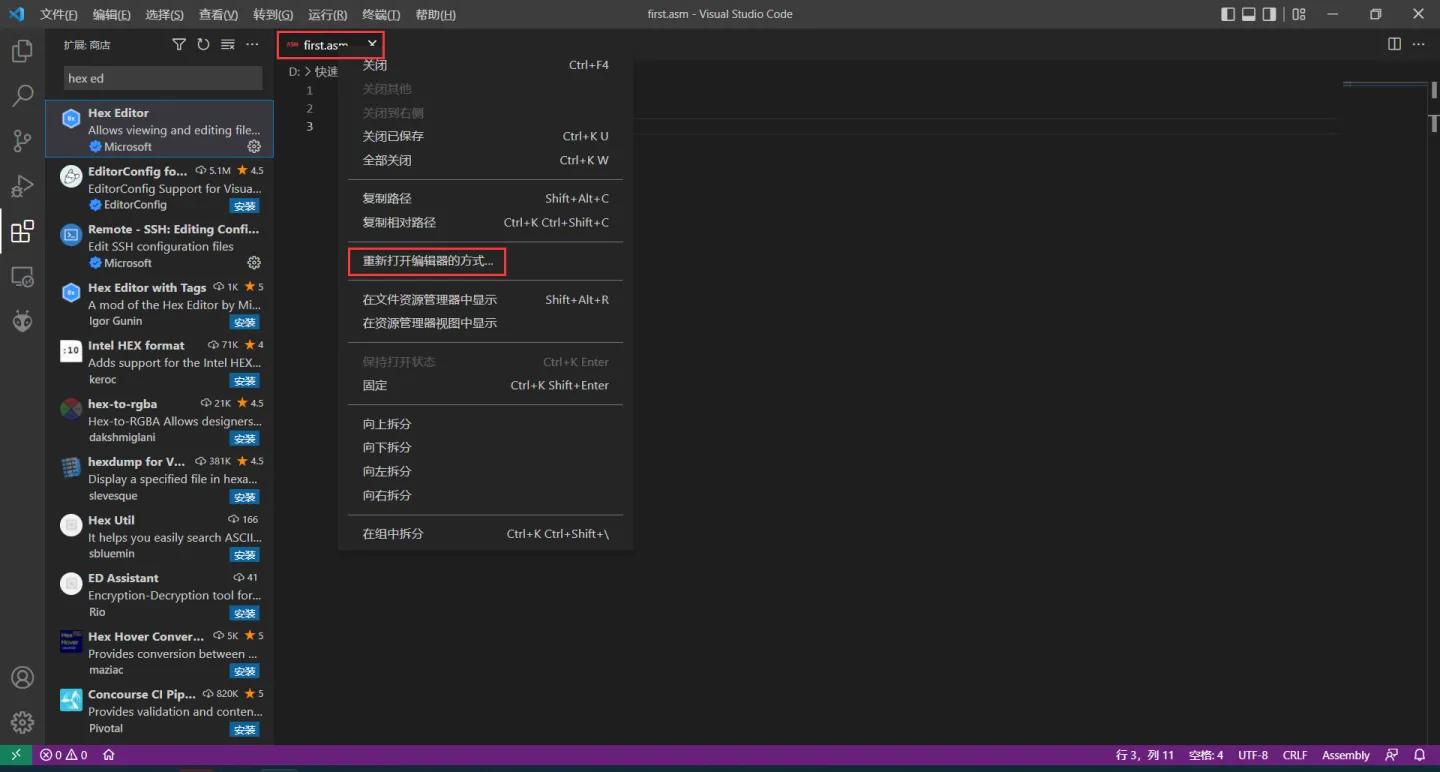 文件(F) 编辑(E) 选择(S) 查看(V) 转到(G) 运行(R) 终端(T) 帮助(H) first.asm - Visual Studio Code
扩展: 商店
hex ed
Hex Editor
Allows viewing and editing file...
Microsoft
EditorConfig fo... 5.1M 4.5
EditorConfig Support for Visua...
EditorConfig 安装
Remote - SSH: Editing Confi...
Edit SSH configuration files
Microsoft
Hex Editor with Tags 1K 5
A mod of the Hex Editor by Mi...
Igor Gunin 安装
:10
Intel HEX format 71K 4
Adds support for the Intel HEX...
keroc 安装
hex-to-rgba 21K 4.5
Hex-to-RGBA Allows designers...
dakshmiglani 安装
hexdump for V... 381K 4.5
Display a specified file in hexa...
slevesque 安装
Hex Util 166
It helps you easily search ASCII...
sbluemin 安装
ED Assistant 41
Encryption-Decryption tool for...
Rio 安装
Hex Hover Conver... 5K 5
Provides conversion between ...
maziac 安装
Concourse CI Pip... 820K 5
Provides validation and conten...
Pivotal 安装
ASM first.asm
D: > 快速
1
2
3
关闭 Ctrl+F4
关闭其他
关闭到右侧
关闭已保存 Ctrl+K U
全部关闭 Ctrl+K W
复制路径 Shift+Alt+C
复制相对路径 Ctrl+K Ctrl+Shift+C
重新打开编辑器的方式...
在文件资源管理器中显示 Shift+Alt+R
在资源管理器视图中显示
保持打开状态 Ctrl+K Enter
固定 Ctrl+K Shift+Enter
向上拆分
向下拆分
向左拆分
向右拆分
在组中拆分 Ctrl+K Ctrl+Shift+\
0 0 行 3，列 11 空格: 4 UTF-8 CRLF Assembly